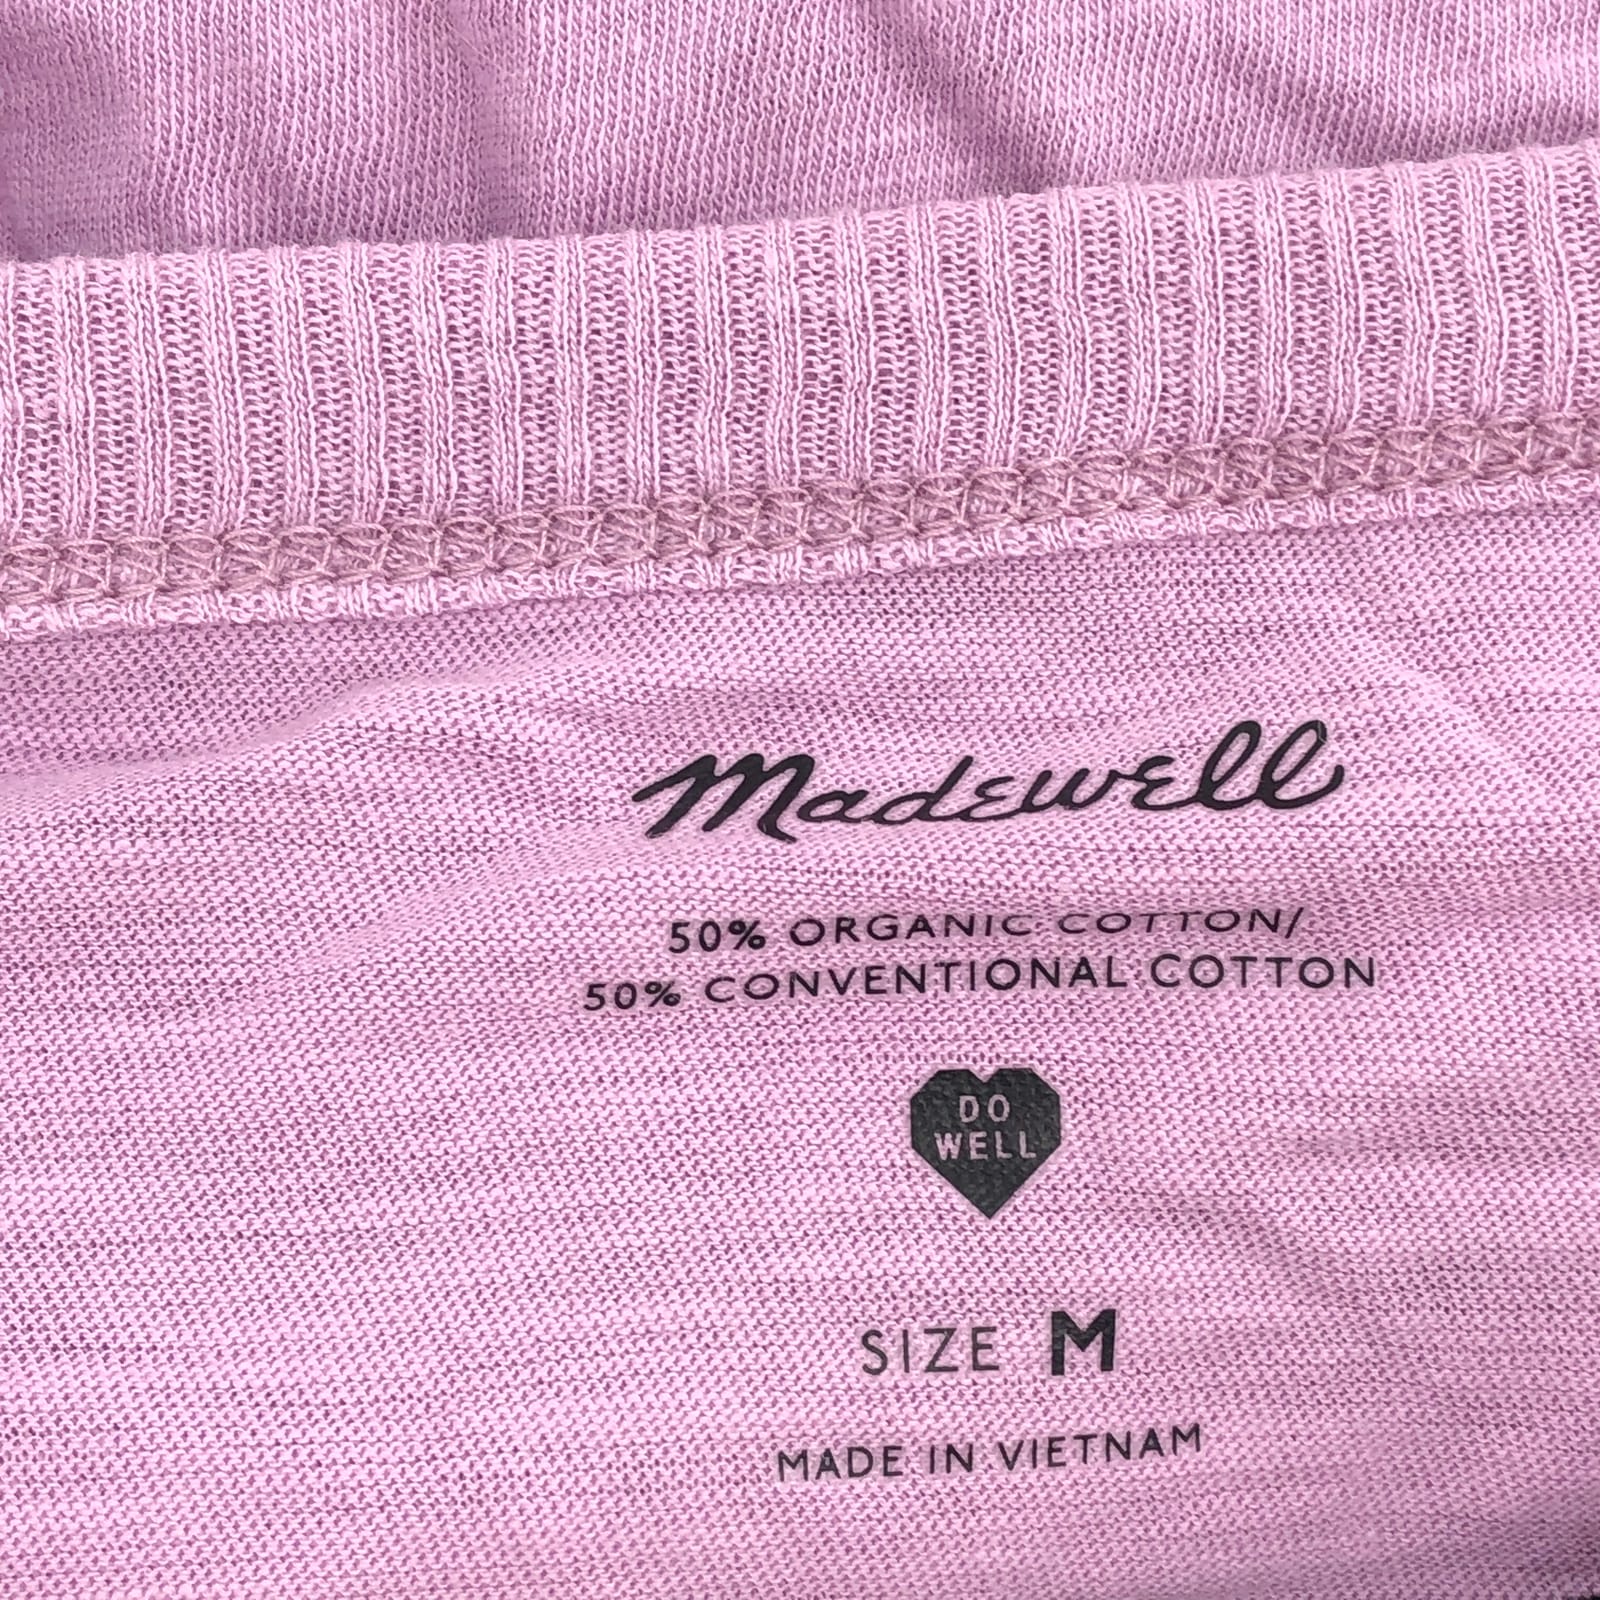 Madewell
50% ORGANIC COTTON/
50% CONVENTIONAL COTTON
DO
WELL
SIZE M
MADE IN VIETNAM